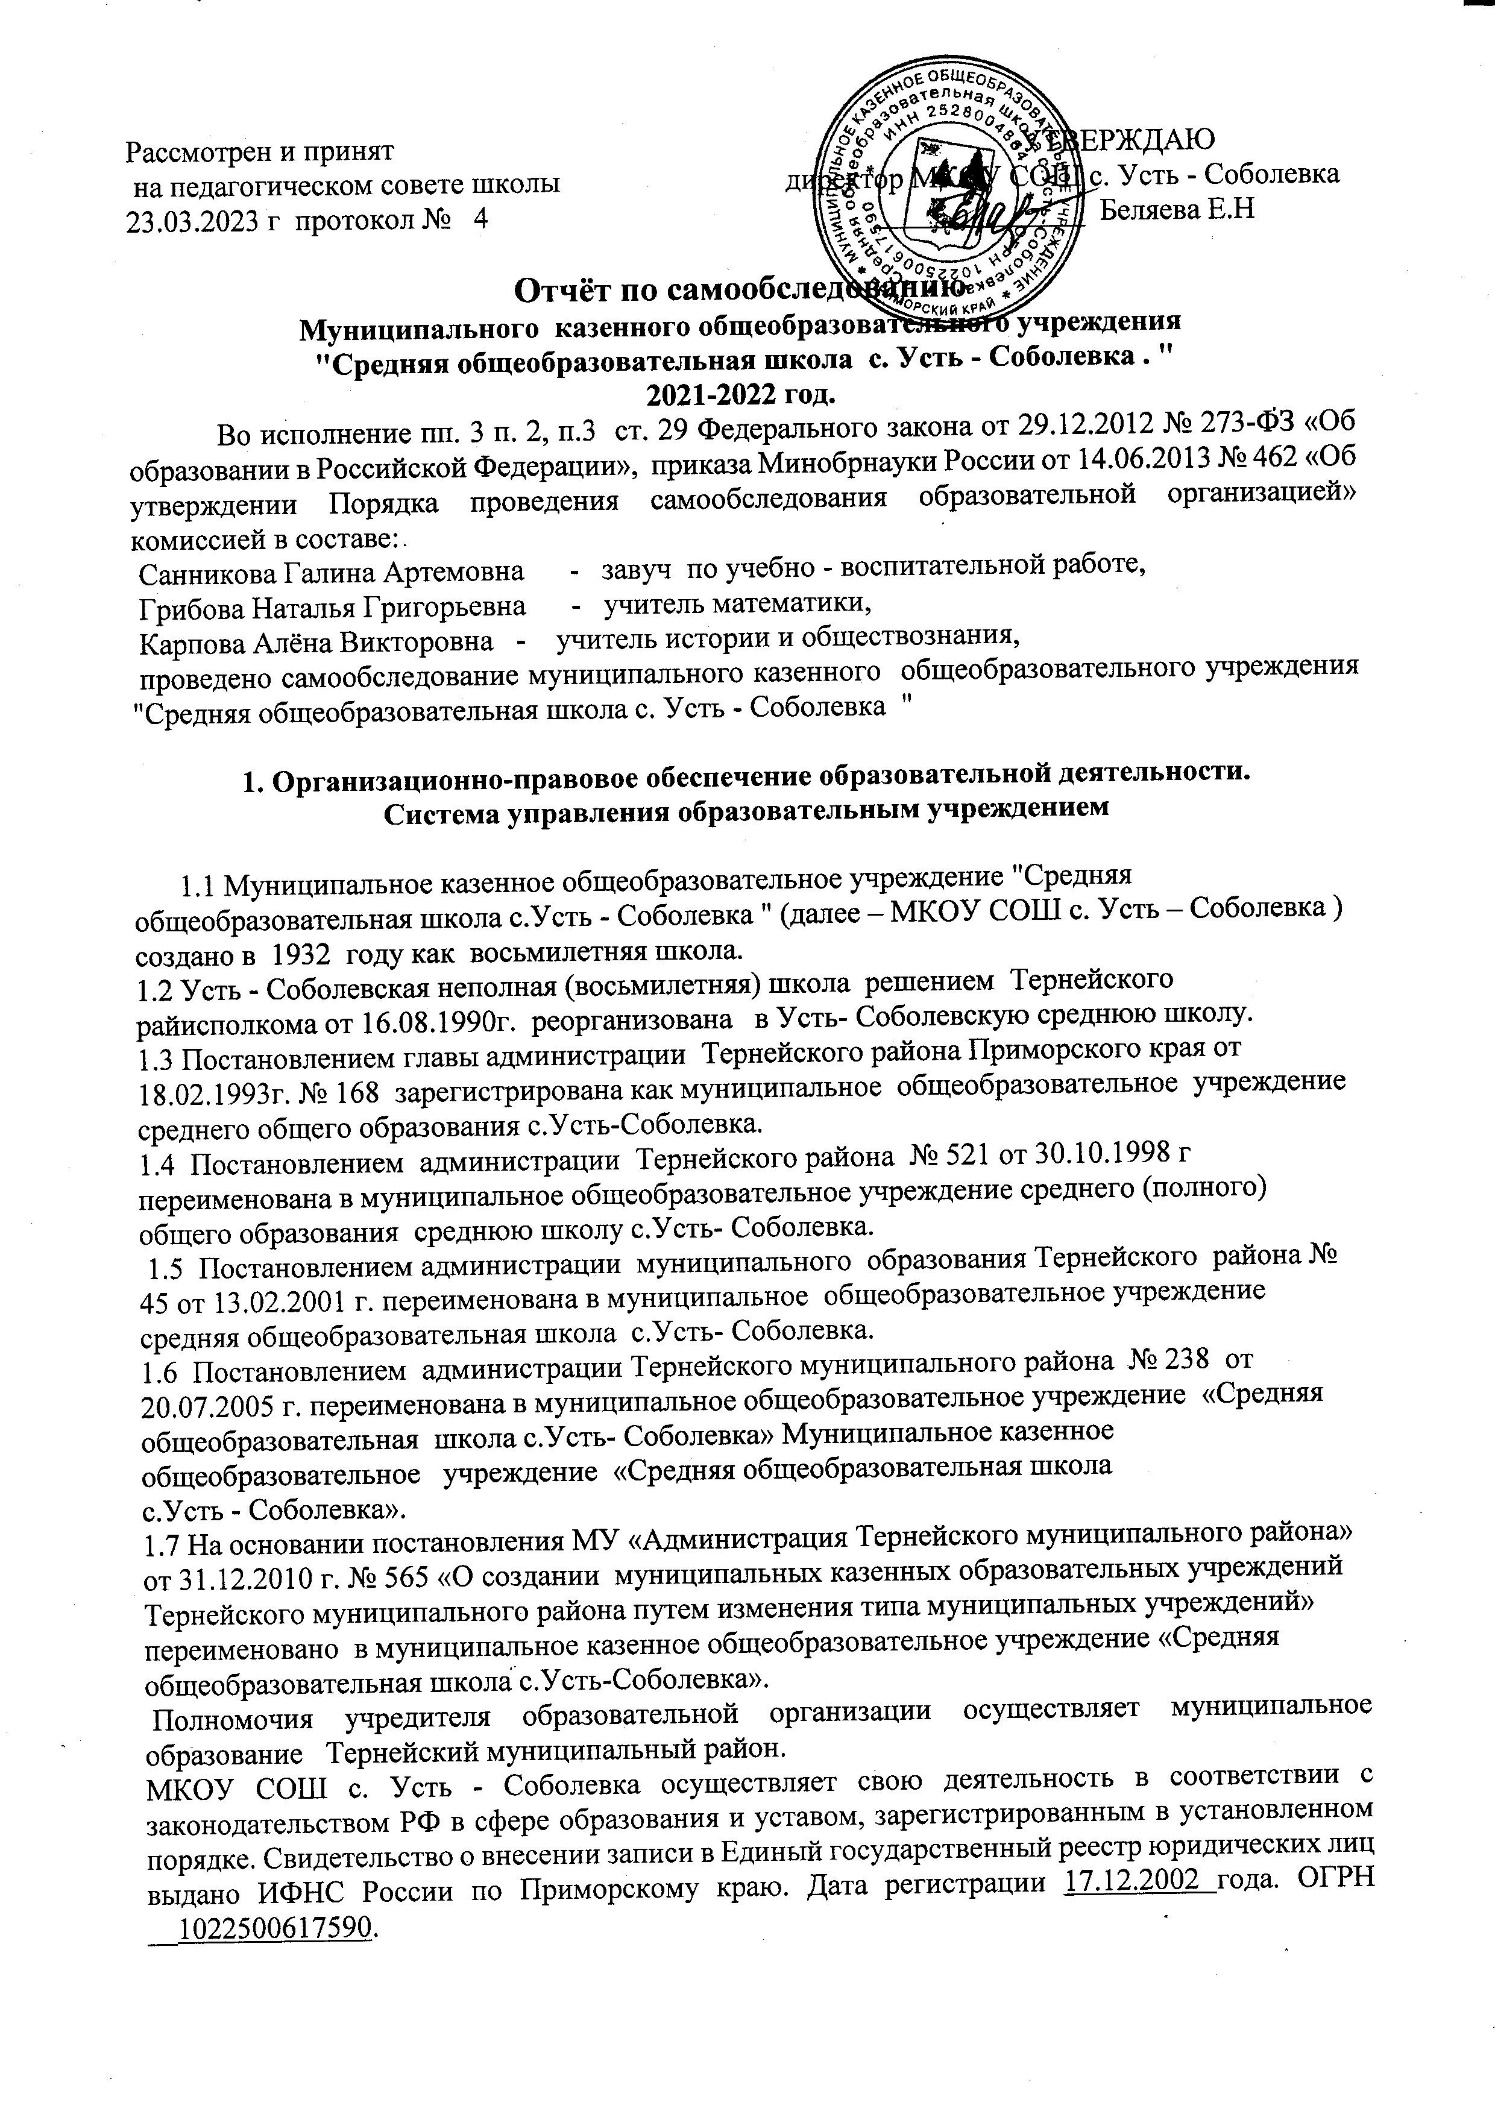 Рассмотрен и принят
на педагогическом совете школы
23.03.2023 г протокол № 4
УТВЕРЖДАЮ
директор МКОУ СОШ с. Усть - Соболевка
Беляева Е.Н
МУНИЦИПАЛЬНОЕ КАЗЕННОЕ ОБЩЕОБРАЗОВАТЕЛЬНОЕ УЧРЕЖДЕНИЕ * ПРИМОРСКИЙ КРАЙ *
Средняя общеобразовательная школа с. Усть-Соболевка
ИНН 2528004864 * ОГРН 1022500617590 *
Отчёт по самообследованию
Муниципального казенного общеобразовательного учреждения
"Средняя общеобразовательная школа с. Усть - Соболевка . "
2021-2022 год.
Во исполнение пп. 3 п. 2, п.3 ст. 29 Федерального закона от 29.12.2012 № 273-ФЗ «Об
образовании в Российской Федерации», приказа Минобрнауки России от 14.06.2013 № 462 «Об
утверждении Порядка проведения самообследования образовательной организацией»
комиссией в составе:
Санникова Галина Артемовна - завуч по учебно - воспитательной работе,
Грибова Наталья Григорьевна - учитель математики,
Карпова Алёна Викторовна - учитель истории и обществознания,
проведено самообследование муниципального казенного общеобразовательного учреждения
"Средняя общеобразовательная школа с. Усть - Соболевка "
1. Организационно-правовое обеспечение образовательной деятельности.
Система управления образовательным учреждением
1.1 Муниципальное казенное общеобразовательное учреждение "Средняя
общеобразовательная школа с.Усть - Соболевка " (далее – МКОУ СОШ с. Усть – Соболевка )
создано в 1932 году как восьмилетняя школа.
1.2 Усть - Соболевская неполная (восьмилетняя) школа решением Тернейского
райисполкома от 16.08.1990г. реорганизована в Усть- Соболевскую среднюю школу.
1.3 Постановлением главы администрации Тернейского района Приморского края от
18.02.1993г. № 168 зарегистрирована как муниципальное общеобразовательное учреждение
среднего общего образования с.Усть-Соболевка.
1.4 Постановлением администрации Тернейского района № 521 от 30.10.1998 г
переименована в муниципальное общеобразовательное учреждение среднего (полного)
общего образования среднюю школу с.Усть- Соболевка.
1.5 Постановлением администрации муниципального образования Тернейского района №
45 от 13.02.2001 г. переименована в муниципальное общеобразовательное учреждение
средняя общеобразовательная школа с.Усть- Соболевка.
1.6 Постановлением администрации Тернейского муниципального района № 238 от
20.07.2005 г. переименована в муниципальное общеобразовательное учреждение «Средняя
общеобразовательная школа с.Усть- Соболевка» Муниципальное казенное
общеобразовательное учреждение «Средняя общеобразовательная школа
с.Усть - Соболевка».
1.7 На основании постановления МУ «Администрация Тернейского муниципального района»
от 31.12.2010 г. № 565 «О создании муниципальных казенных образовательных учреждений
Тернейского муниципального района путем изменения типа муниципальных учреждений»
переименовано в муниципальное казенное общеобразовательное учреждение «Средняя
общеобразовательная школа с.Усть-Соболевка».
Полномочия учредителя образовательной организации осуществляет муниципальное
образование Тернейский муниципальный район.
МКОУ СОШ с. Усть - Соболевка осуществляет свою деятельность в соответствии с
законодательством РФ в сфере образования и уставом, зарегистрированным в установленном
порядке. Свидетельство о внесении записи в Единый государственный реестр юридических лиц
выдано ИФНС России по Приморскому краю. Дата регистрации 17.12.2002 года. ОГРН
1022500617590.